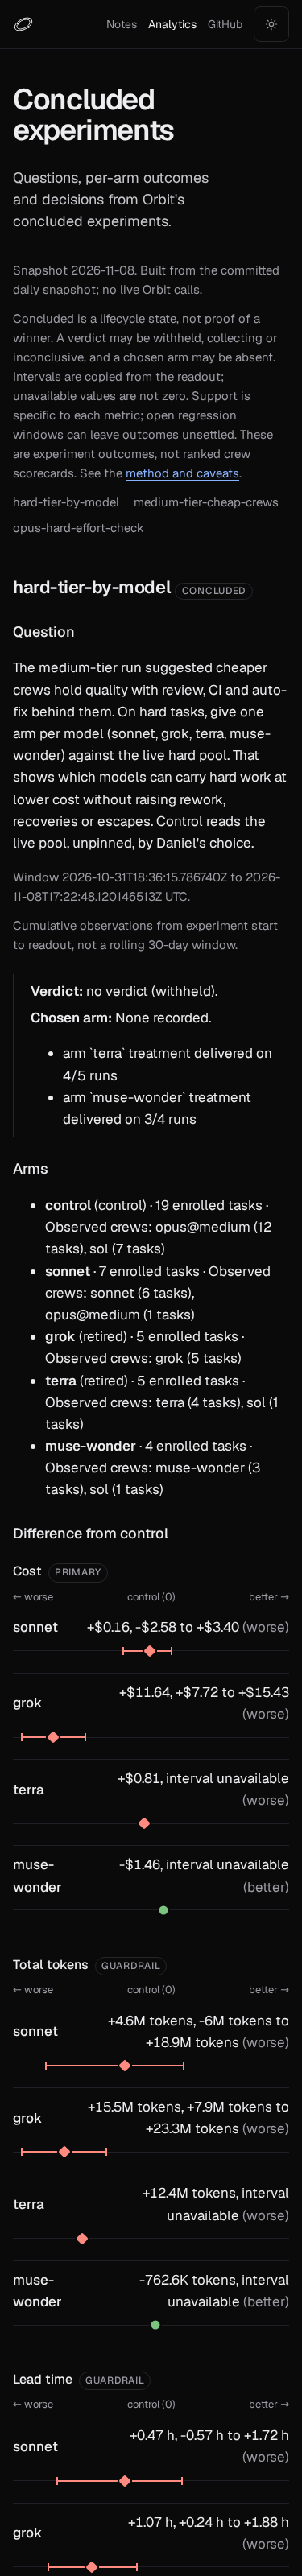 Notes Analytics GitHub
Concluded
experiments
Questions, per-arm outcomes
and decisions from Orbit's
concluded experiments.
Snapshot 2026-11-08. Built from the committed
daily snapshot; no live Orbit calls.
Concluded is a lifecycle state, not proof of a
winner. A verdict may be withheld, collecting or
inconclusive, and a chosen arm may be absent.
Intervals are copied from the readout;
unavailable values are not zero. Support is
specific to each metric; open regression
windows can leave outcomes unsettled. These
are experiment outcomes, not ranked crew
scorecards. See the method and caveats.
hard-tier-by-model medium-tier-cheap-crews
opus-hard-effort-check
hard-tier-by-model CONCLUDED
Question
The medium-tier run suggested cheaper
crews hold quality with review, CI and auto-
fix behind them. On hard tasks, give one
arm per model (sonnet, grok, terra, muse-
wonder) against the live hard pool. That
shows which models can carry hard work at
lower cost without raising rework,
recoveries or escapes. Control reads the
live pool, unpinned, by Daniel's choice.
Window 2026-10-31T18:36:15.786740Z to 2026-
11-08T17:22:48.120146513Z UTC.
Cumulative observations from experiment start
to readout, not a rolling 30-day window.
Verdict: no verdict (withheld).
Chosen arm: None recorded.
• arm `terra` treatment delivered on
4/5 runs
• arm `muse-wonder` treatment
delivered on 3/4 runs
Arms
• control (control) · 19 enrolled tasks ·
Observed crews: opus@medium (12
tasks), sol (7 tasks)
• sonnet · 7 enrolled tasks · Observed
crews: sonnet (6 tasks),
opus@medium (1 tasks)
• grok (retired) · 5 enrolled tasks ·
Observed crews: grok (5 tasks)
• terra (retired) · 5 enrolled tasks ·
Observed crews: terra (4 tasks), sol (1
tasks)
• muse-wonder · 4 enrolled tasks ·
Observed crews: muse-wonder (3
tasks), sol (1 tasks)
Difference from control
Cost PRIMARY
← worse control (0) better →
sonnet +$0.16, -$2.58 to +$3.40 (worse)
grok +$11.64, +$7.72 to +$15.43
(worse)
terra +$0.81, interval unavailable
(worse)
muse- -$1.46, interval unavailable
wonder (better)
Total tokens GUARDRAIL
← worse control (0) better →
sonnet +4.6M tokens, -6M tokens to
+18.9M tokens (worse)
grok +15.5M tokens, +7.9M tokens to
+23.3M tokens (worse)
terra +12.4M tokens, interval
unavailable (worse)
muse- -762.6K tokens, interval
wonder unavailable (better)
Lead time GUARDRAIL
← worse control (0) better →
sonnet +0.47 h, -0.57 h to +1.72 h
(worse)
grok +1.07 h, +0.24 h to +1.88 h
(worse)